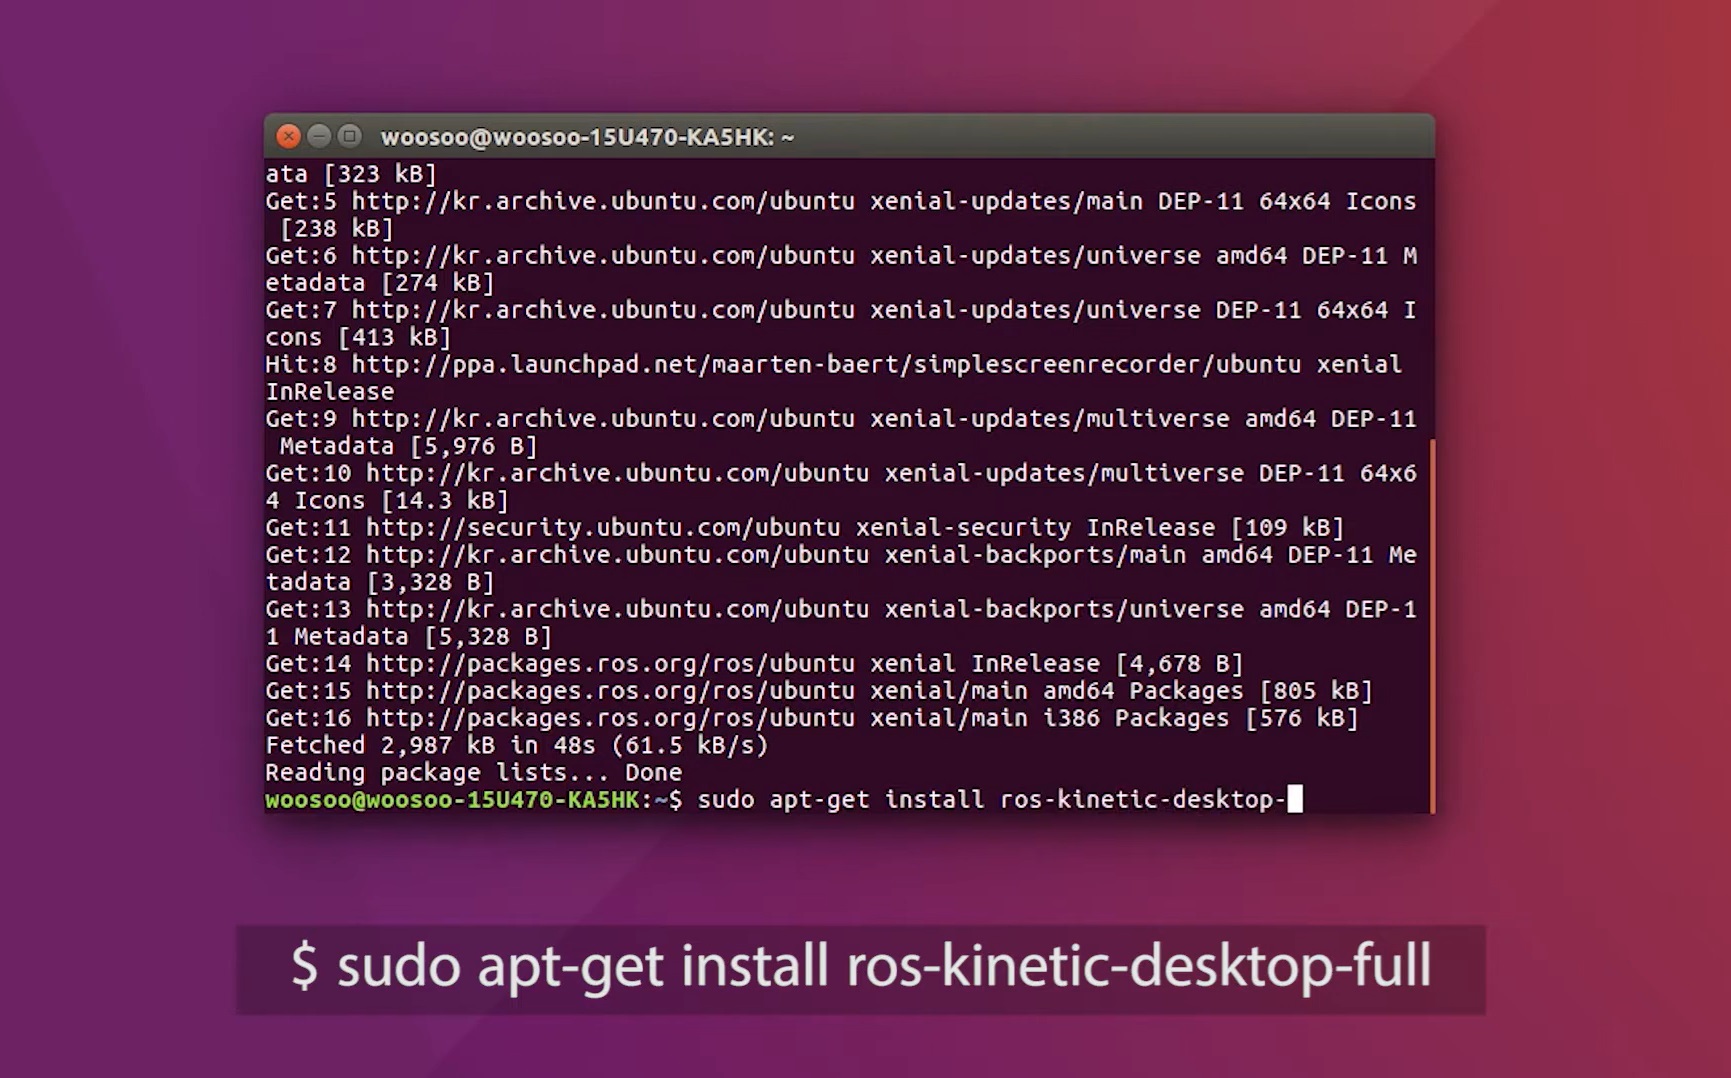 woosoo@woosoo-15U470-KA5HK: ~
ata [323 kB]
Get:5 http://kr.archive.ubuntu.com/ubuntu xenial-updates/main DEP-11 64x64 Icons
 [238 kB]
Get:6 http://kr.archive.ubuntu.com/ubuntu xenial-updates/universe amd64 DEP-11 M
etadata [274 kB]
Get:7 http://kr.archive.ubuntu.com/ubuntu xenial-updates/universe DEP-11 64x64 I
cons [413 kB]
Hit:8 http://ppa.launchpad.net/maarten-baert/simplescreenrecorder/ubuntu xenial
InRelease
Get:9 http://kr.archive.ubuntu.com/ubuntu xenial-updates/multiverse amd64 DEP-11
 Metadata [5,976 B]
Get:10 http://kr.archive.ubuntu.com/ubuntu xenial-updates/multiverse DEP-11 64x6
4 Icons [14.3 kB]
Get:11 http://security.ubuntu.com/ubuntu xenial-security InRelease [109 kB]
Get:12 http://kr.archive.ubuntu.com/ubuntu xenial-backports/main amd64 DEP-11 Me
tadata [3,328 B]
Get:13 http://kr.archive.ubuntu.com/ubuntu xenial-backports/universe amd64 DEP-1
1 Metadata [5,328 B]
Get:14 http://packages.ros.org/ros/ubuntu xenial InRelease [4,678 B]
Get:15 http://packages.ros.org/ros/ubuntu xenial/main amd64 Packages [805 kB]
Get:16 http://packages.ros.org/ros/ubuntu xenial/main i386 Packages [576 kB]
Fetched 2,987 kB in 48s (61.5 kB/s)
Reading package lists... Done
woosoo@woosoo-15U470-KA5HK:~$ sudo apt-get install ros-kinetic-desktop-
$ sudo apt-get install ros-kinetic-desktop-full